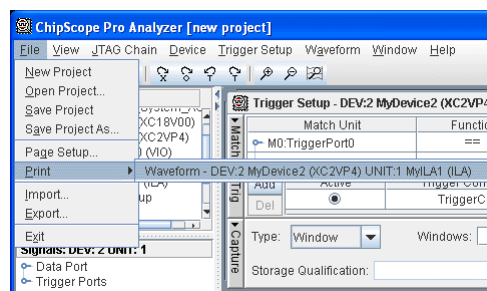 ChipScope Pro Analyzer [new project]
File View JTAG Chain Device Trigger Setup Waveform Window Help
New Project
Open Project...
Save Project
Save Project As...
Page Setup...
Print
Import...
Export...
Exit
XC18V00)
XC2VP4)
) (VIO)
(ILA)
up
Trigger Setup - DEV:2 MyDevice2 (XC2VP4
Match
Match Unit
Functio
M0:TriggerPort0
==
Waveform - DEV:2 MyDevice2 (XC2VP4) UNIT:1 MyILA1 (ILA)
Trig
Add
Active
Trigger Con
Del
TriggerC
Capture
Type:
Window
Windows:
Storage Qualification:
Signals: DEV: 2 UNIT: 1
Data Port
Trigger Ports